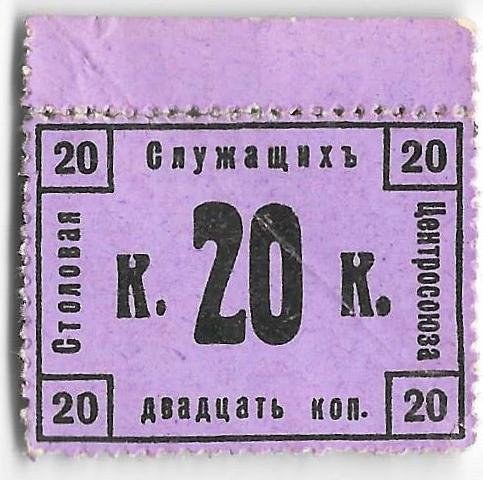 20 Служащихъ 20
Столовая
Центросоюза
К. 20 К.
20 двадцать коп. 20